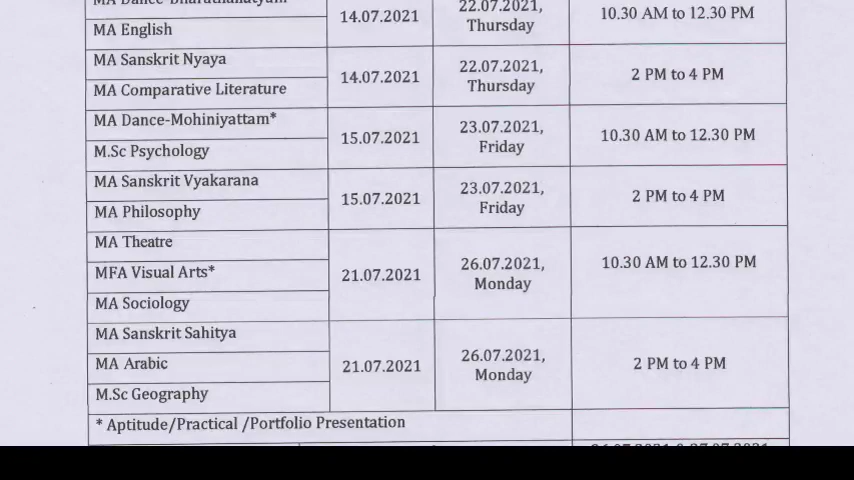 MA Dance-Bharathanatyam
MA English
14.07.2021
22.07.2021,
Thursday
10.30 AM to 12.30 PM
MA Sanskrit Nyaya
MA Comparative Literature
14.07.2021
22.07.2021,
Thursday
2 PM to 4 PM
MA Dance-Mohiniyattam*
M.Sc Psychology
15.07.2021
23.07.2021,
Friday
10.30 AM to 12.30 PM
MA Sanskrit Vyakarana
MA Philosophy
15.07.2021
23.07.2021,
Friday
2 PM to 4 PM
MA Theatre
MFA Visual Arts*
MA Sociology
21.07.2021
26.07.2021,
Monday
10.30 AM to 12.30 PM
MA Sanskrit Sahitya
MA Arabic
M.Sc Geography
21.07.2021
26.07.2021,
Monday
2 PM to 4 PM
* Aptitude/Practical /Portfolio Presentation